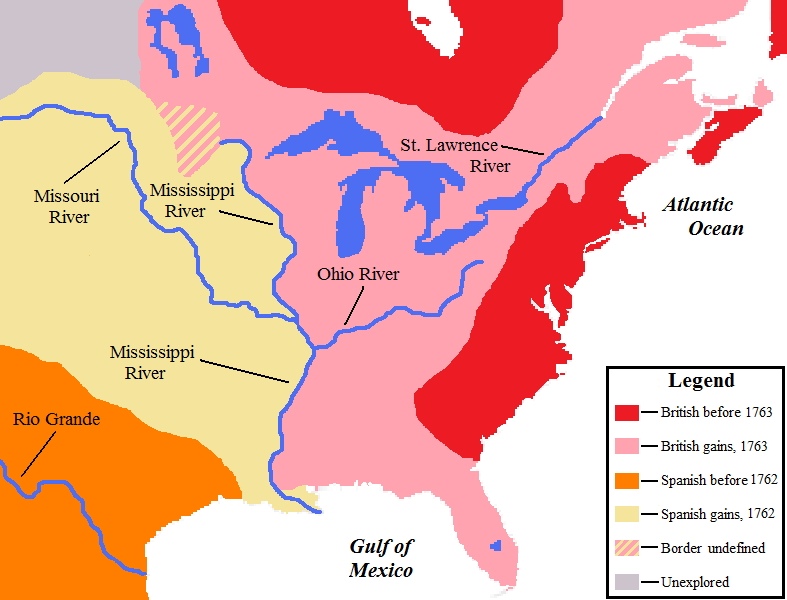 St. Lawrence
River
Missouri
River
Mississippi
River
Atlantic
Ocean
Ohio River
Mississippi
River
Rio Grande
Gulf of
Mexico
Legend
British before 1763
British gains, 1763
Spanish before 1762
Spanish gains, 1762
Border undefined
Unexplored